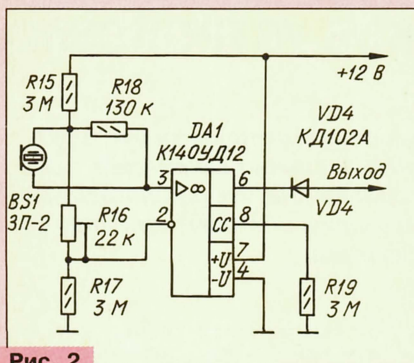 +12 В
R15
3 М
R18
130 к
DA1
К140УД12
VD4
КД102А
Выход
VD4
BS1
ЗП-2
R16
22 к
R17
3 М
R19
3 М
3
2
▷∞
6
8
7
4
CC
+U
-U
Рис. 2